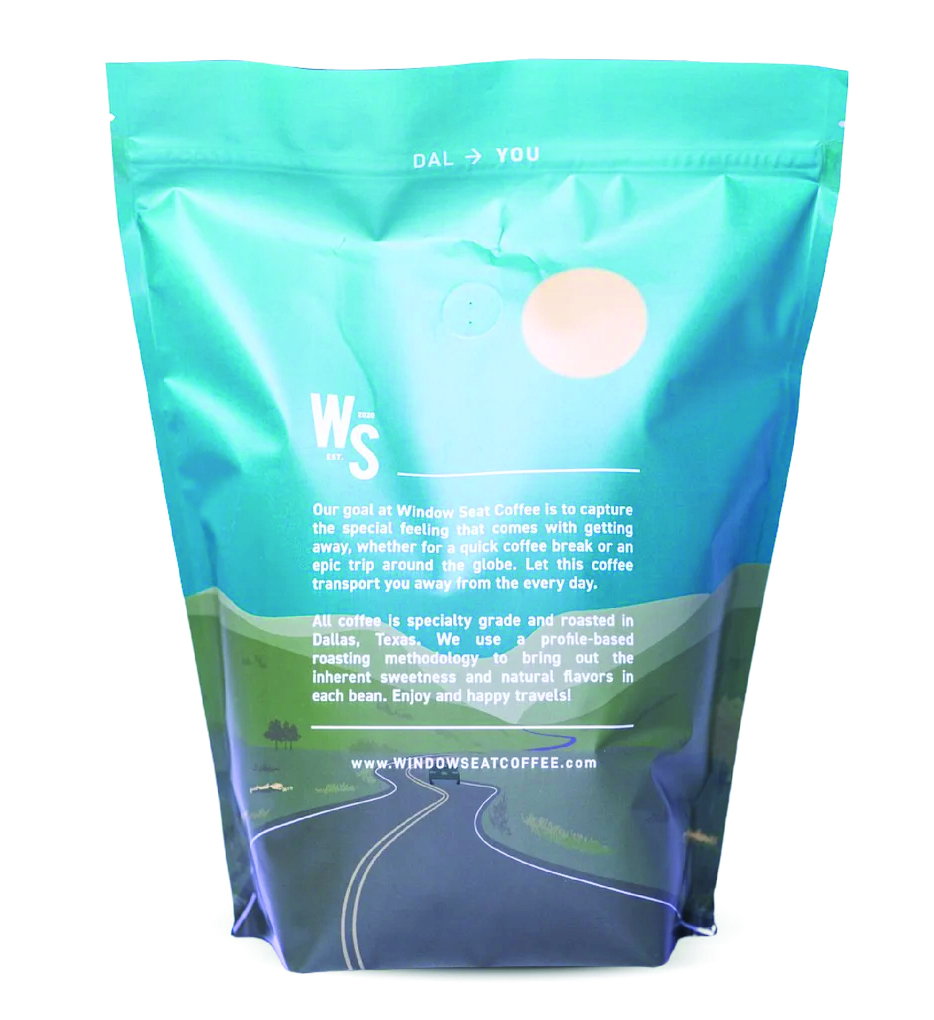 DAL → YOU
W 2020
EST. S
Our goal at Window Seat Coffee is to capture
the special feeling that comes with getting
away, whether for a quick coffee break or an
epic trip around the globe. Let this coffee
transport you away from the every day.
All coffee is specialty grade and roasted in
Dallas, Texas. We use a profile-based
roasting methodology to bring out the
inherent sweetness and natural flavors in
each bean. Enjoy and happy travels!
www.WINDOWSEATCOFFEE.com